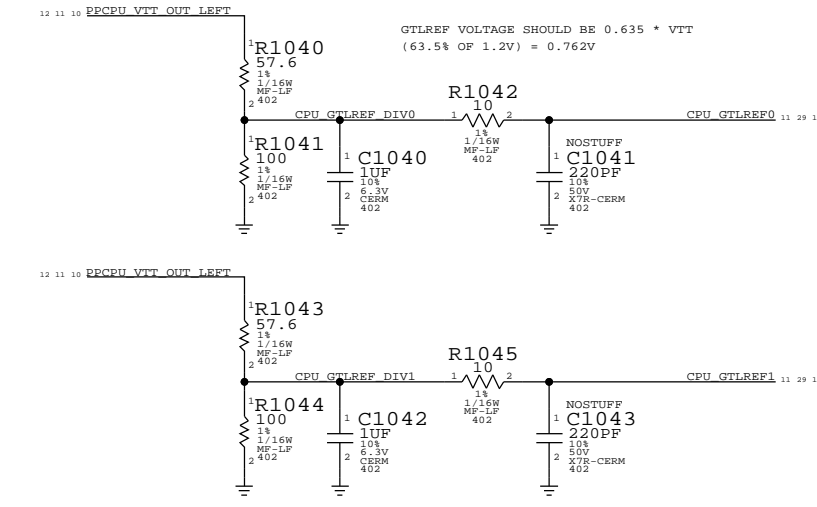 12 11 10 PPCPU_VTT_OUT_LEFT
GTLREF VOLTAGE SHOULD BE 0.635 * VTT
(63.5% OF 1.2V) = 0.762V
1
R1040
57.6
1%
1/16W
MF-LF
402
2
CPU_GTLREF_DIV0
R1042
10
1
2
1%
1/16W
MF-LF
402
CPU_GTLREF0 11 29 1
1
R1041
100
1%
1/16W
MF-LF
402
2
1
C1040
1UF
10%
6.3V
CERM
402
2
NOSTUFF
1
C1041
220PF
10%
50V
X7R-CERM
402
2
12 11 10 PPCPU_VTT_OUT_LEFT
1
R1043
57.6
1%
1/16W
MF-LF
402
2
CPU_GTLREF_DIV1
R1045
10
1
2
1%
1/16W
MF-LF
402
CPU_GTLREF1 11 29 1
1
R1044
100
1%
1/16W
MF-LF
402
2
1
C1042
1UF
10%
6.3V
CERM
402
2
NOSTUFF
1
C1043
220PF
10%
50V
X7R-CERM
402
2